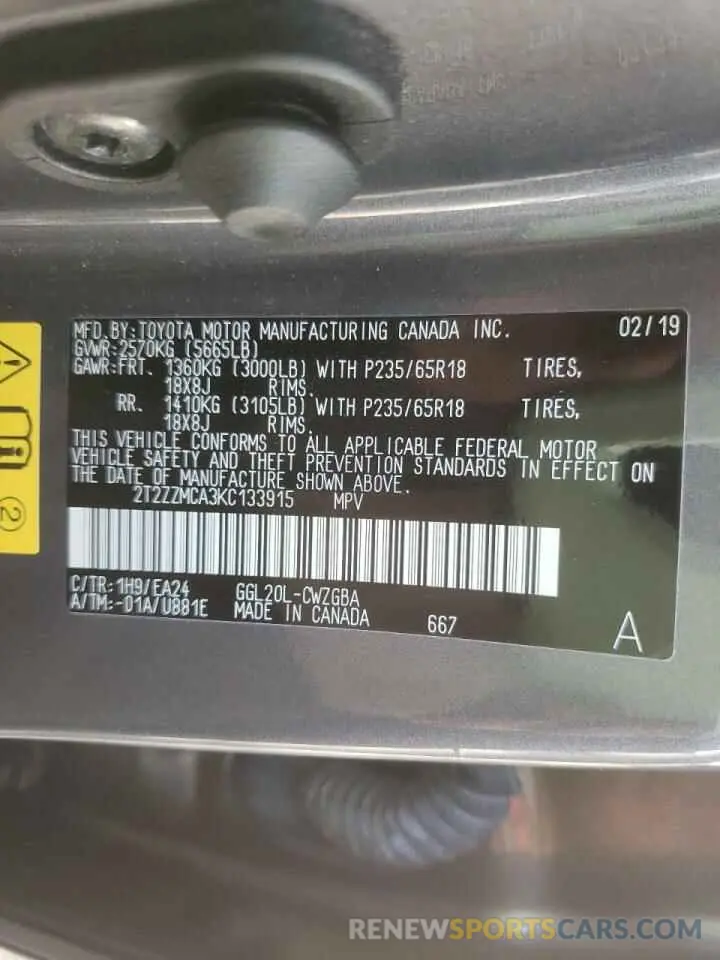 MFD. BY: TOYOTA MOTOR MANUFACTURING CANADA INC. 02/19
GVWR: 2570KG (5665LB)
GAWR: FRT. 1360KG (3000LB) WITH P235/65R18 TIRES,
18X8J RIMS.
RR. 1410KG (3105LB) WITH P235/65R18 TIRES,
18X8J RIMS.
THIS VEHICLE CONFORMS TO ALL APPLICABLE FEDERAL MOTOR
VEHICLE SAFETY AND THEFT PREVENTION STANDARDS IN EFFECT ON
THE DATE OF MANUFACTURE SHOWN ABOVE.
2T2ZZMCA3KC133915 MPV
C/TR: 1H9/EA24 GGL20L-CWZGBA
A/TM: -01A/U881E MADE IN CANADA 667 A
2
RENEWSPORTSCARS.COM